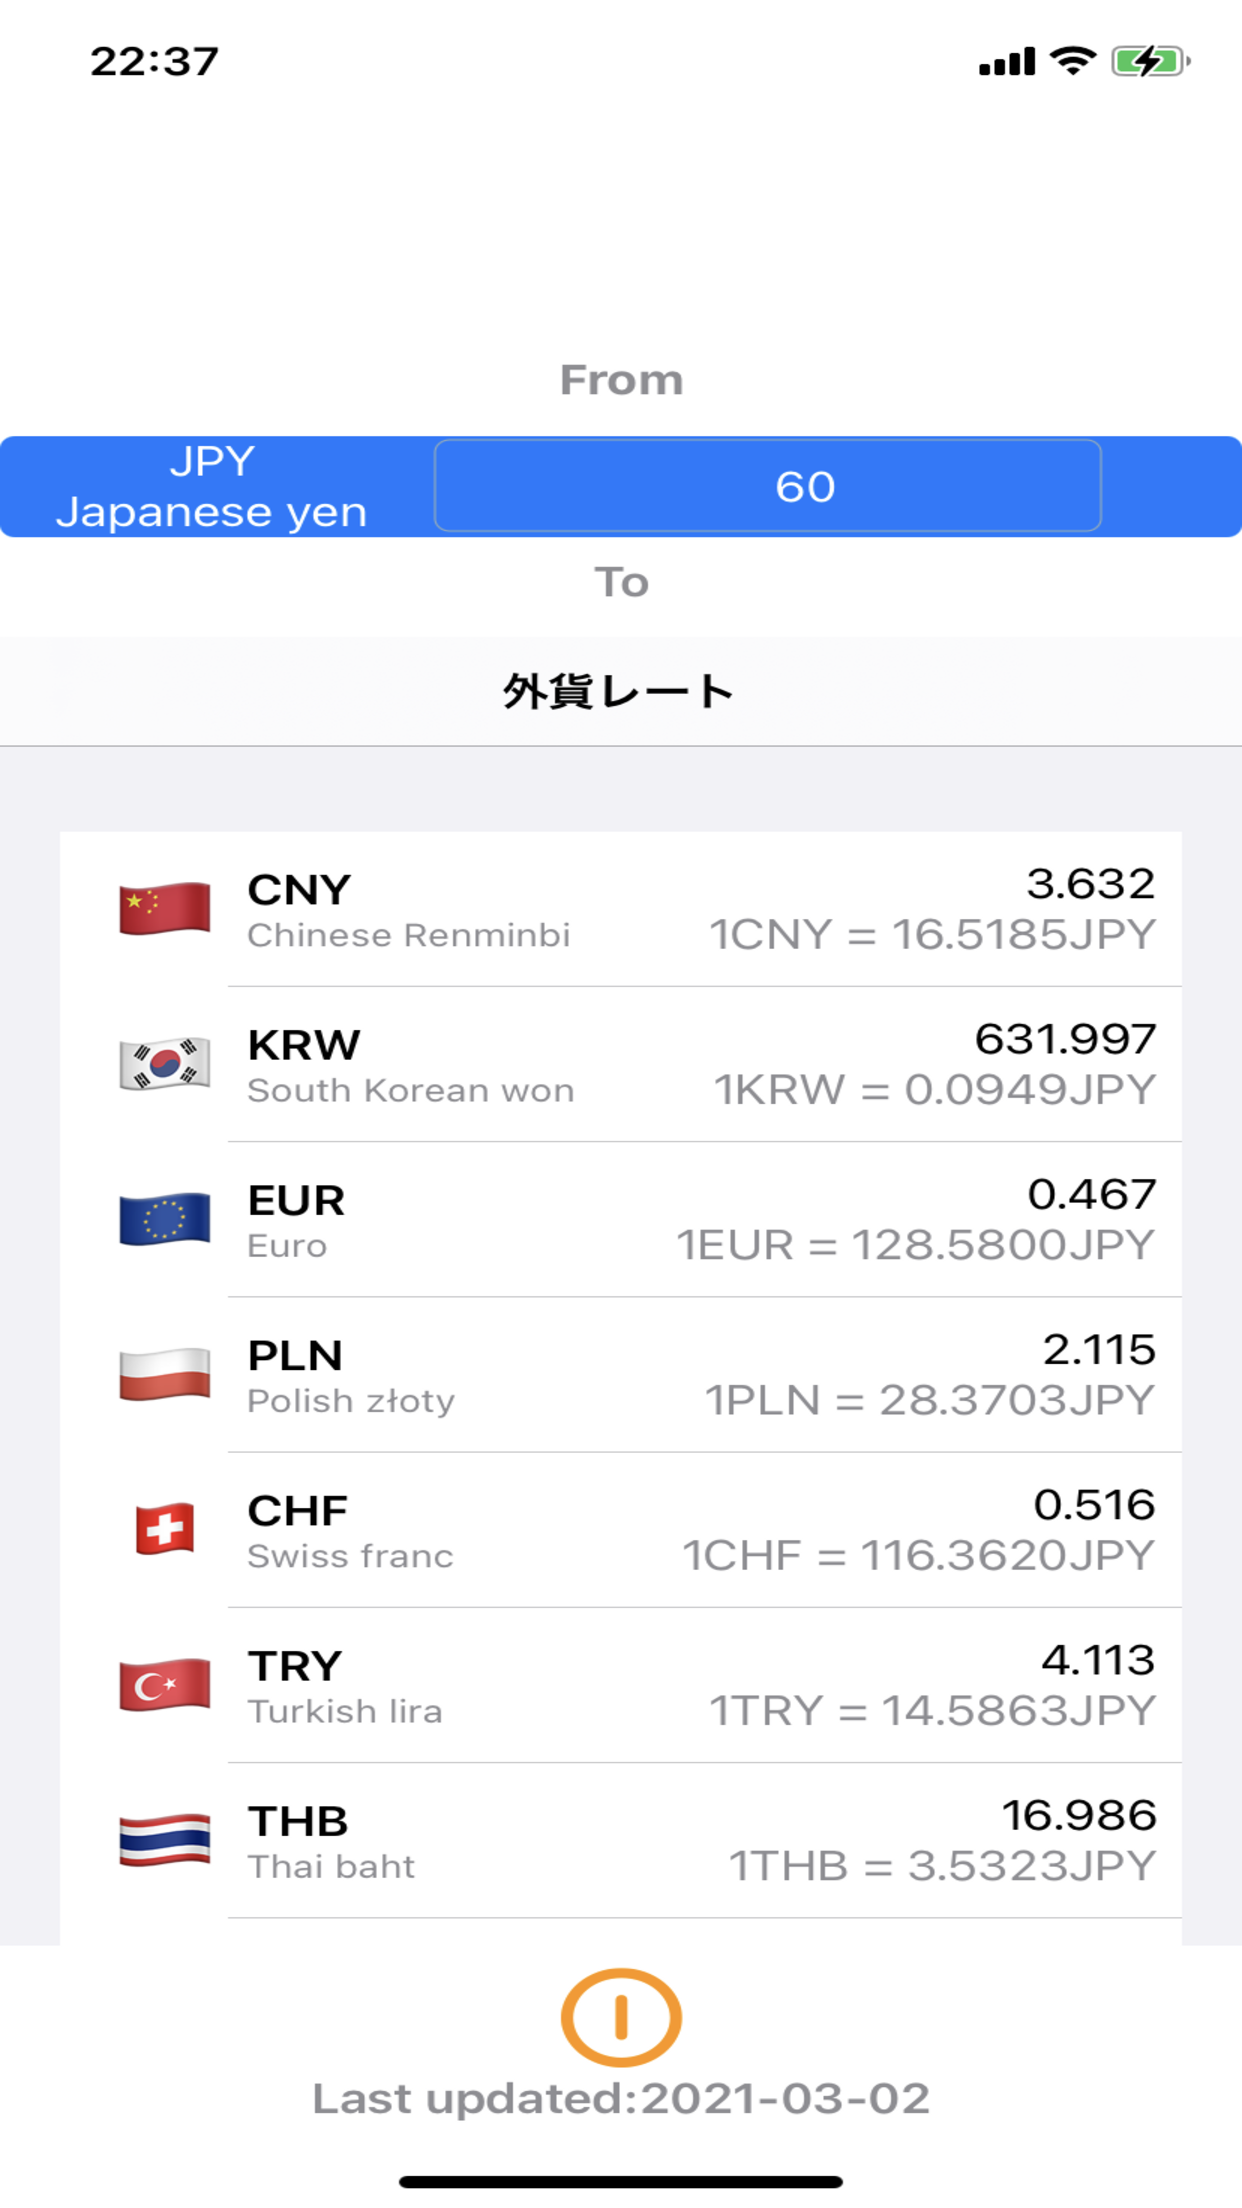 22:37
From
JPY
Japanese yen
60
To
外貨レート
CNY
3.632
Chinese Renminbi
1CNY = 16.5185JPY
KRW
631.997
South Korean won
1KRW = 0.0949JPY
EUR
0.467
Euro
1EUR = 128.5800JPY
PLN
2.115
Polish złoty
1PLN = 28.3703JPY
CHF
0.516
Swiss franc
1CHF = 116.3620JPY
TRY
4.113
Turkish lira
1TRY = 14.5863JPY
THB
16.986
Thai baht
1THB = 3.5323JPY
Last updated:2021-03-02